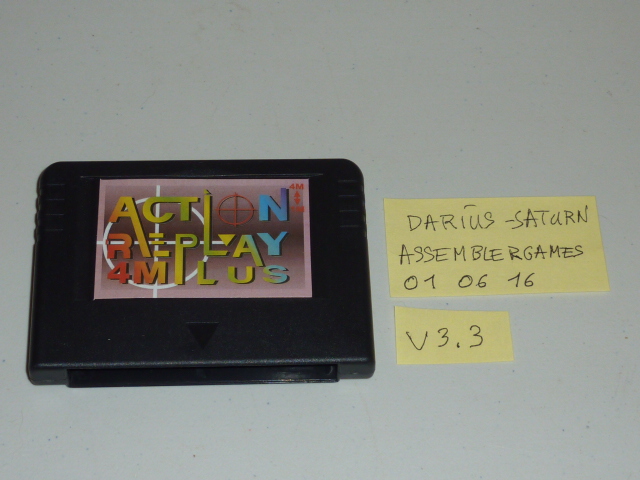 ACTION
REPLAY
4M PLUS
4M
DARIUS-SATURN
ASSEMBLERGAMES
01 06 16
V3.3